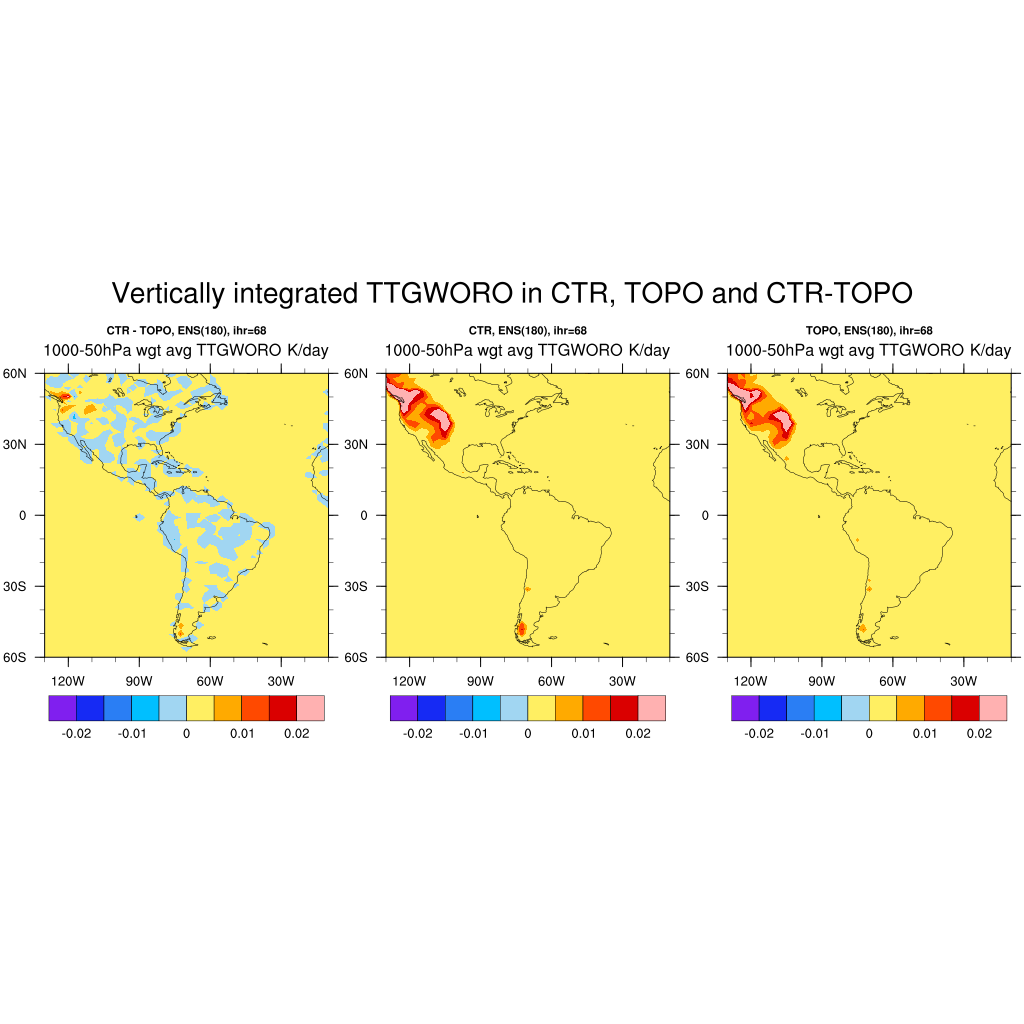 Vertically integrated TTGWORO in CTR, TOPO and CTR-TOPO
CTR - TOPO, ENS(180), ihr=68
1000-50hPa wgt avg TTGWORO K/day
60N
30N
0
30S
60S
120W 90W 60W 30W
-0.02 -0.01 0 0.01 0.02
CTR, ENS(180), ihr=68
1000-50hPa wgt avg TTGWORO K/day
60N
30N
0
30S
60S
120W 90W 60W 30W
-0.02 -0.01 0 0.01 0.02
TOPO, ENS(180), ihr=68
1000-50hPa wgt avg TTGWORO K/day
60N
30N
0
30S
60S
120W 90W 60W 30W
-0.02 -0.01 0 0.01 0.02